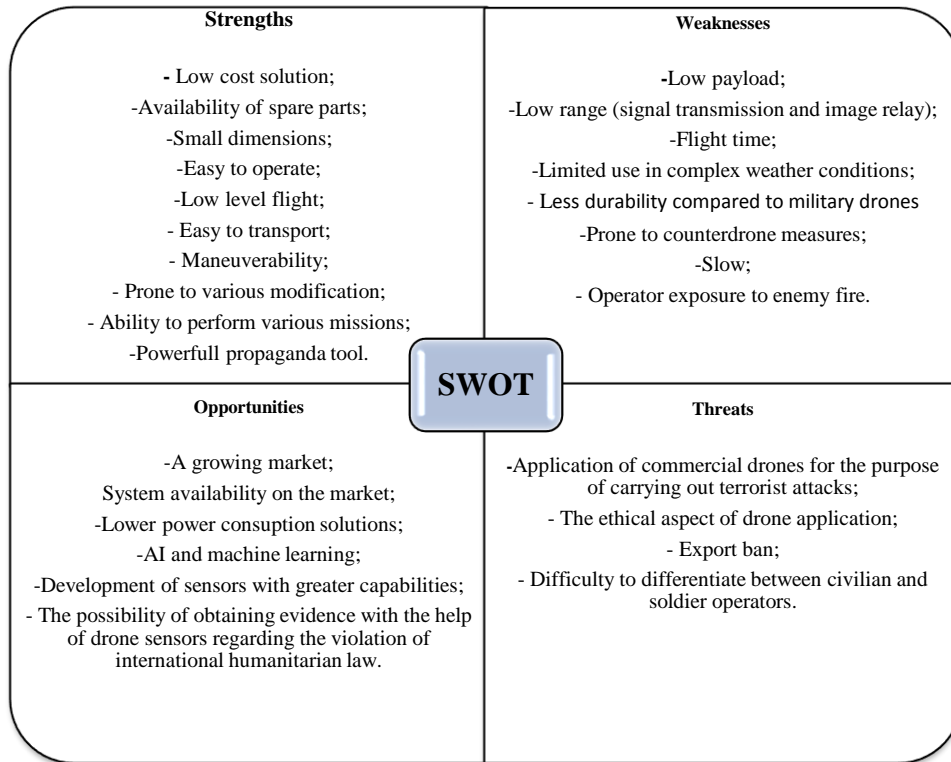 Strengths
- Low cost solution;
-Availability of spare parts;
-Small dimensions;
-Easy to operate;
-Low level flight;
- Easy to transport;
- Maneuverability;
- Prone to various modification;
- Ability to perform various missions;
-Powerfull propaganda tool.
Weaknesses
-Low payload;
-Low range (signal transmission and image relay);
-Flight time;
-Limited use in complex weather conditions;
- Less durability compared to military drones
-Prone to counterdrone measures;
-Slow;
- Operator exposure to enemy fire.
SWOT
Opportunities
-A growing market;
System availability on the market;
-Lower power consuption solutions;
-AI and machine learning;
-Development of sensors with greater capabilities;
- The possibility of obtaining evidence with the help
of drone sensors regarding the violation of
international humanitarian law.
Threats
-Application of commercial drones for the purpose
of carrying out terrorist attacks;
- The ethical aspect of drone application;
- Export ban;
- Difficulty to differentiate between civilian and
soldier operators.